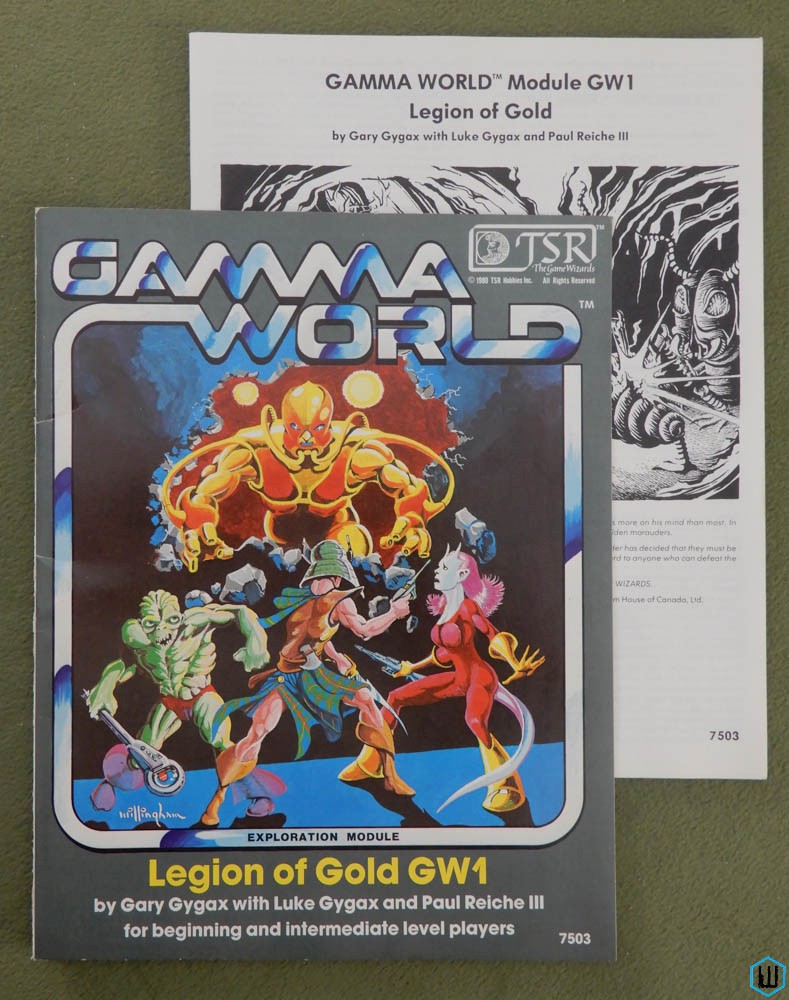 GAMMA WORLD™ Module GW1
Legion of Gold
by Gary Gygax with Luke Gygax and Paul Reiche III
GAMMA
WORLD™
TSR™
The Game Wizards
© 1980 TSR Hobbies Inc. All Rights Reserved
s more on his mind than most. In
lden marauders.
ter has decided that they must be
rd to anyone who can defeat the
WIZARDS.
m House of Canada, Ltd.
7503
willingham
EXPLORATION MODULE
Legion of Gold GW1
by Gary Gygax with Luke Gygax and Paul Reiche III
for beginning and intermediate level players
7503